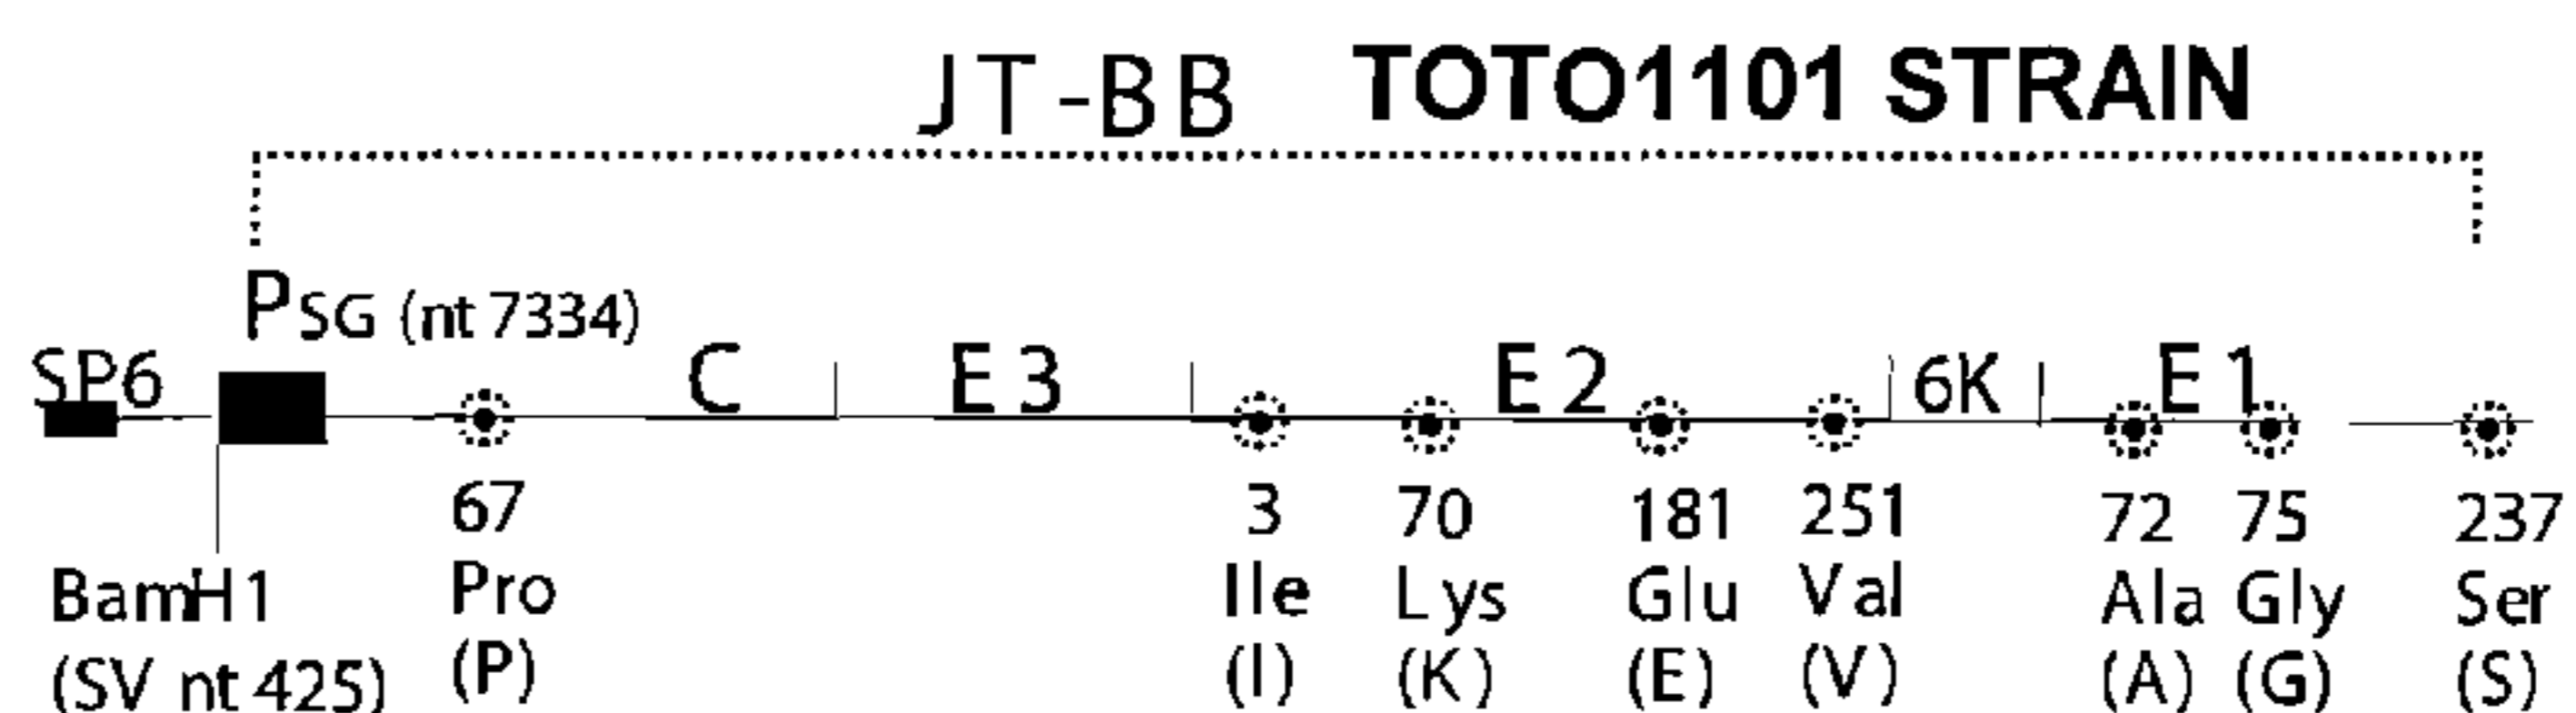 JT-BB TOTO1101 STRAIN
PSG (nt 7334)
SP6 C E3 E2 6K E1
67 3 70 181 251 72 75 237
BamH1 Pro Ile Lys Glu Val Ala Gly Ser
(SV nt 425) (P) (I) (K) (E) (V) (A) (G) (S)